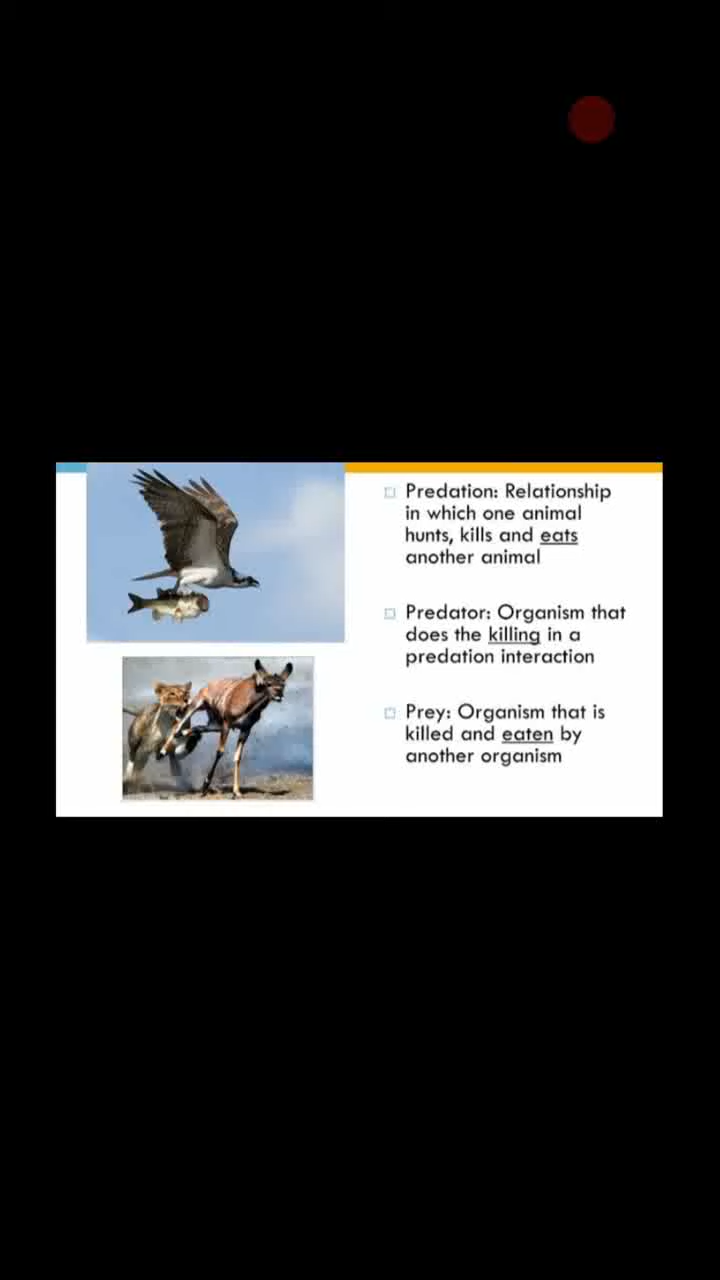 Predation: Relationship
in which one animal
hunts, kills and eats
another animal
Predator: Organism that
does the killing in a
predation interaction
Prey: Organism that is
killed and eaten by
another organism